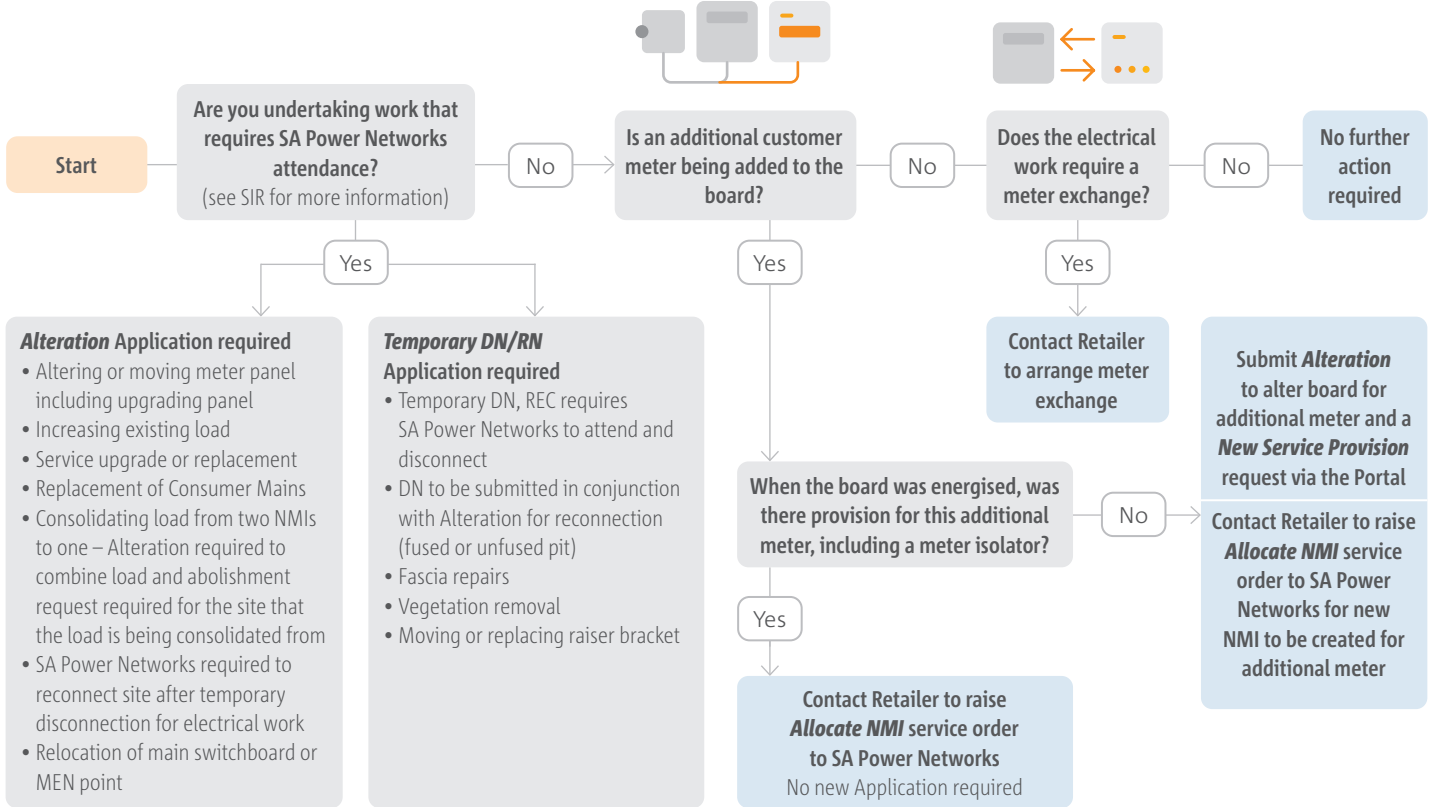 Start
Are you undertaking work that
requires SA Power Networks
attendance?
(see SIR for more information)
No
Is an additional customer
meter being added to the
board?
No
Does the electrical
work require a
meter exchange?
No
No further
action
required
Yes
Yes
Yes
Alteration Application required
• Altering or moving meter panel
including upgrading panel
• Increasing existing load
• Service upgrade or replacement
• Replacement of Consumer Mains
• Consolidating load from two NMIs
to one – Alteration required to
combine load and abolishment
request required for the site that
the load is being consolidated from
• SA Power Networks required to
reconnect site after temporary
disconnection for electrical work
• Relocation of main switchboard or
MEN point
Temporary DN/RN
Application required
• Temporary DN, REC requires
SA Power Networks to attend and
disconnect
• DN to be submitted in conjunction
with Alteration for reconnection
(fused or unfused pit)
• Fascia repairs
• Vegetation removal
• Moving or replacing raiser bracket
Contact Retailer
to arrange meter
exchange
When the board was energised, was
there provision for this additional
meter, including a meter isolator?
No
Submit Alteration
to alter board for
additional meter and a
New Service Provision
request via the Portal
Contact Retailer to raise
Allocate NMI service
order to SA Power
Networks for new
NMI to be created for
additional meter
Yes
Contact Retailer to raise
Allocate NMI service order
to SA Power Networks
No new Application required